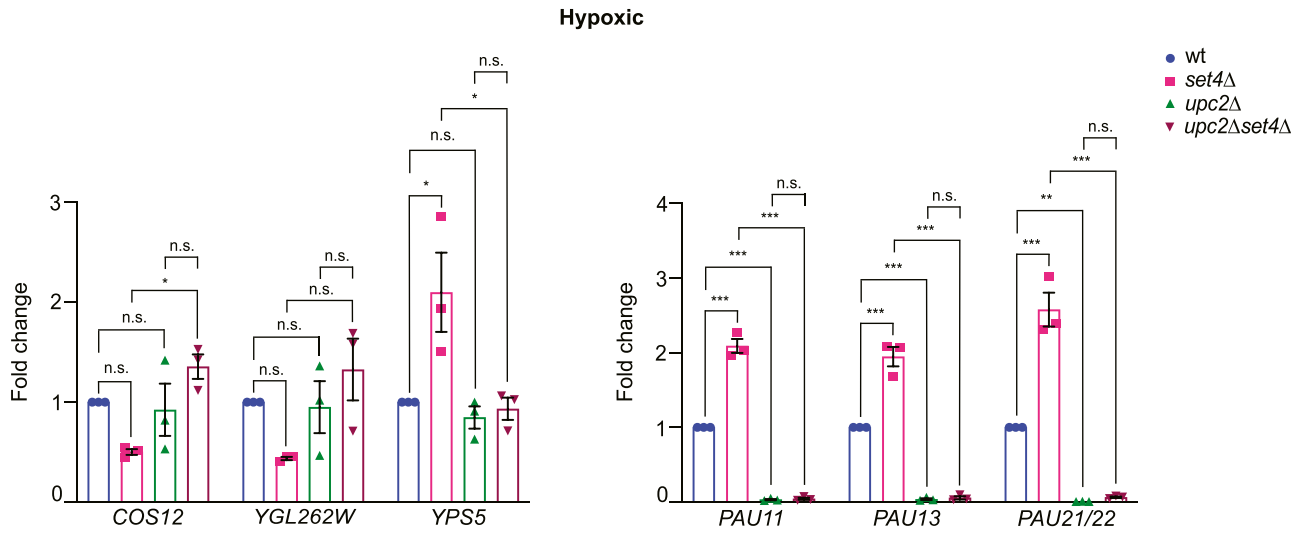 Hypoxic
wt
set4Δ
upc2Δ
upc2Δset4Δ
Fold change
3
2
1
0
n.s.
n.s.
*
n.s.
n.s.
n.s.
n.s.
n.s.
*
n.s.
*
n.s.
COS12
YGL262W
YPS5
Fold change
4
3
2
1
0
***
***
***
n.s.
***
***
***
n.s.
***
**
***
n.s.
PAU11
PAU13
PAU21/22